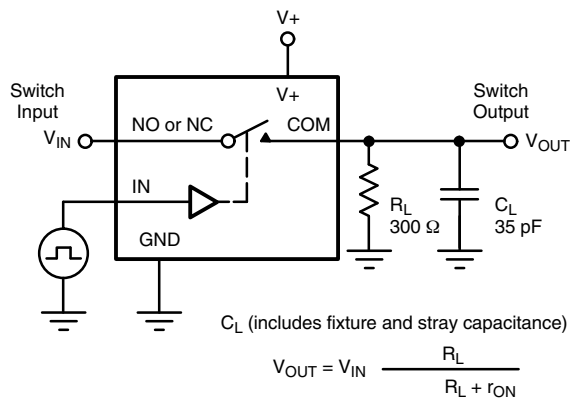 V+
V+
Switch
Input
Switch
Output
V_IN
NO or NC
COM
V_OUT
IN
R_L
300 Ω
C_L
35 pF
GND
C_L (includes fixture and stray capacitance)
V_OUT = V_IN R_L
R_L + r_ON